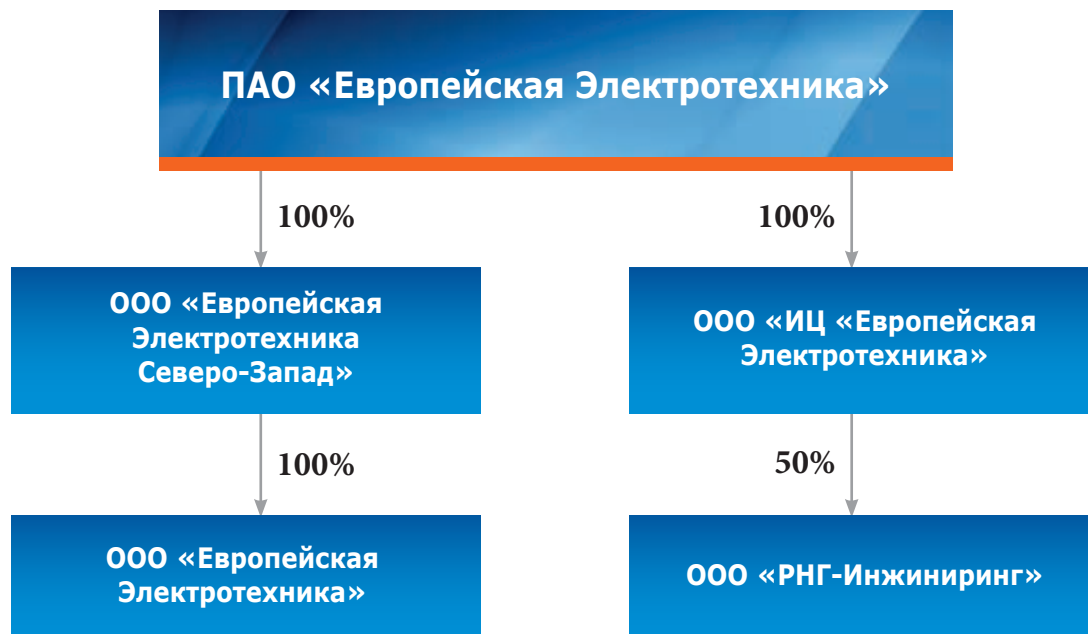 ПАО «Европейская Электротехника»
100%
100%
ООО «Европейская
Электротехника
Северо-Запад»
ООО «ИЦ «Европейская
Электротехника»
100%
50%
ООО «Европейская
Электротехника»
ООО «РНГ-Инжиниринг»